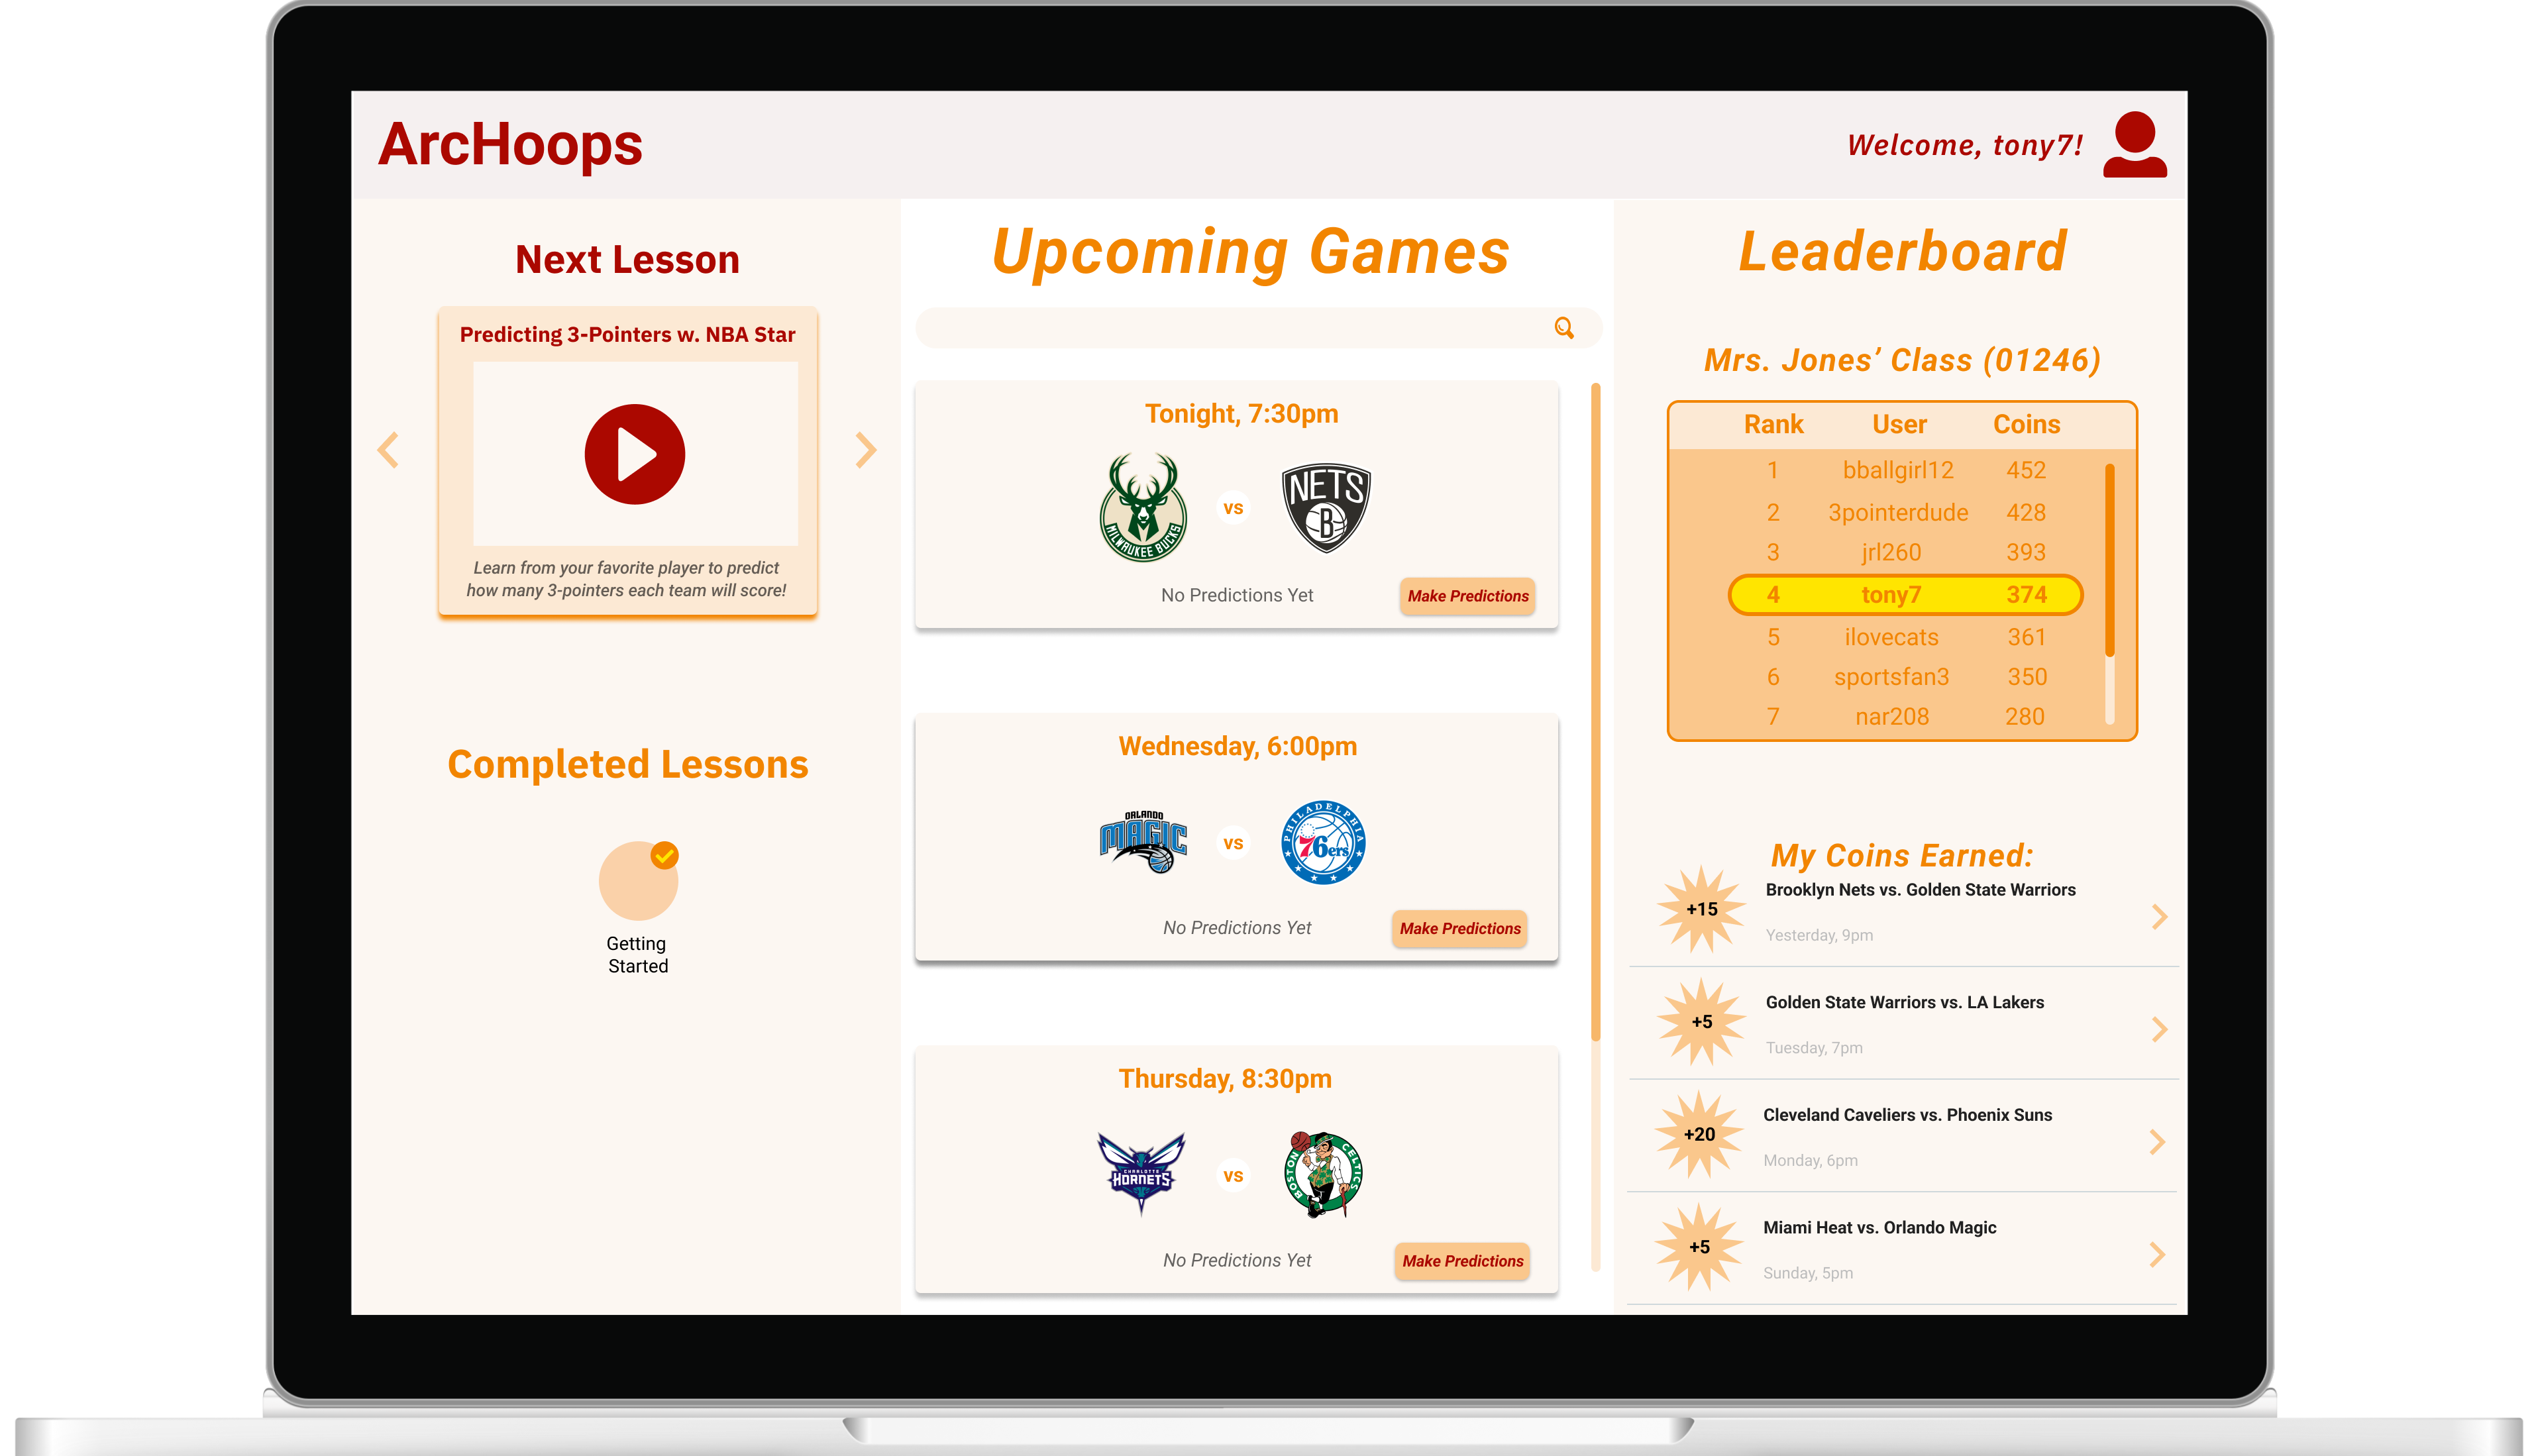 ArcHoops
Welcome, tony7!
Next Lesson
Predicting 3-Pointers w. NBA Star
Learn from your favorite player to predict
how many 3-pointers each team will score!
Completed Lessons
Getting
Started
Upcoming Games
Tonight, 7:30pm
MILWAUKEE BUCKS
vs
NETS
B
No Predictions Yet
Make Predictions
Wednesday, 6:00pm
ORLANDO
MAGIC
vs
PHILADELPHIA
76ers
No Predictions Yet
Make Predictions
Thursday, 8:30pm
CHARLOTTE
HORNETS
vs
BOSTON CELTICS
No Predictions Yet
Make Predictions
Leaderboard
Mrs. Jones’ Class (01246)
Rank User Coins
1 bballgirl12 452
2 3pointerdude 428
3 jrl260 393
4 tony7 374
5 ilovecats 361
6 sportsfan3 350
7 nar208 280
My Coins Earned:
+15
Brooklyn Nets vs. Golden State Warriors
Yesterday, 9pm
+5
Golden State Warriors vs. LA Lakers
Tuesday, 7pm
+20
Cleveland Caveliers vs. Phoenix Suns
Monday, 6pm
+5
Miami Heat vs. Orlando Magic
Sunday, 5pm